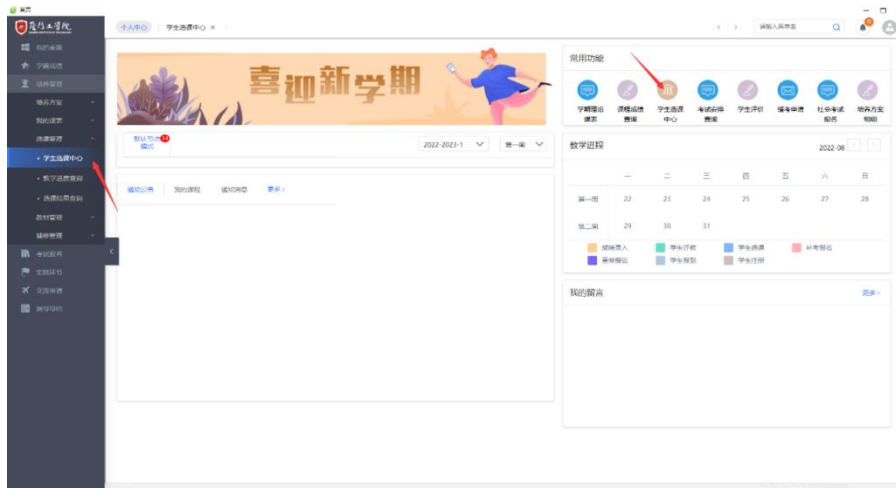 首页
厦门工学院
个人中心
学生选课中心 ×
请输入菜单名
我的桌面
学籍成绩
培养管理
培养方案
我的课表
选课管理
• 学生选课中心
• 教学进度查询
• 选课结果查询
教材管理
辅修管理
考试报名
实践环节
交流申请
喜迎新学期
默认节次模式
14
2022-2023-1
第一周
通知公告
我的课程
通知消息
更多>
常用功能
学期理论课表
课程成绩查询
学生选课中心
考试安排查询
学生评价
缓考申请
社会考试报名
培养方案明细
教学进程
2022-08
一 二 三 四 五 六 日
第一周 22 23 24 25 26 27 28
第二周 29 30 31
成绩录入
学生评教
学生选课
补考报名
重修报名
学生报到
学生注册
我的留言
更多>